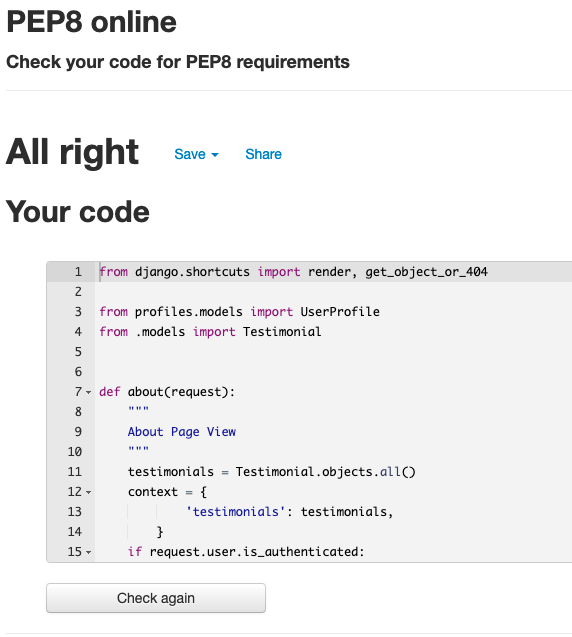 PEP8 online
Check your code for PEP8 requirements
All right Save Share
Your code
1 from django.shortcuts import render, get_object_or_404
2
3 from profiles.models import UserProfile
4 from .models import Testimonial
5
6
7 def about(request):
8     """
9     About Page View
10     """
11     testimonials = Testimonial.objects.all()
12     context = {
13             'testimonials': testimonials,
14         }
15     if request.user.is_authenticated:
Check again